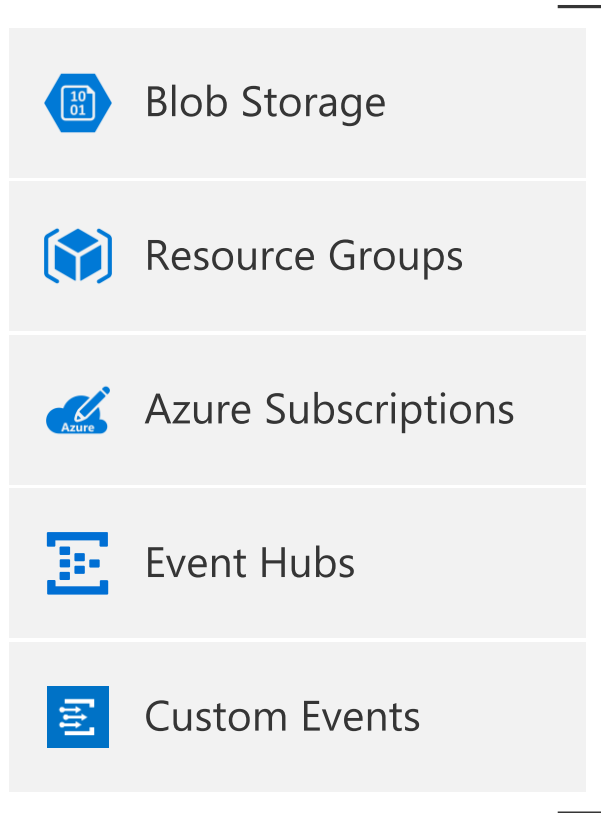 10
01
Blob Storage
Resource Groups
Azure
Azure Subscriptions
Event Hubs
Custom Events